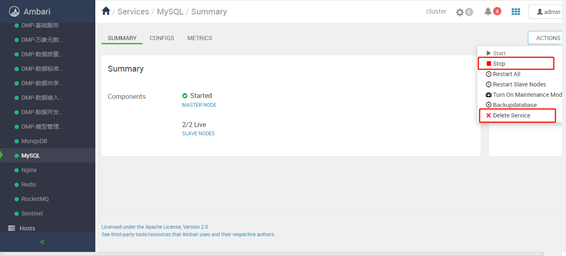 Ambari
/ Services / MySQL / Summary
cluster
0
4
admin
DMP-基础服务
DMP-万象元数...
DMP-数据质量...
DMP-数据标准...
DMP-数据共享...
DMP-数据接入...
DMP-数据开发...
DMP-模型管理...
MongoDB
MySQL
Nginx
Redis
RocketMQ
Sentinel
Hosts
«
SUMMARY
CONFIGS
METRICS
ACTIONS
Start
Stop
Restart All
Restart Slave Nodes
Turn On Maintenance Mod
Backupdatabase
Delete Service
Summary
Components
Started
MASTER NODE
2/2 Live
SLAVE NODES
Licensed under the Apache License, Version 2.0.
See third-party tools/resources that Ambari uses and their respective authors